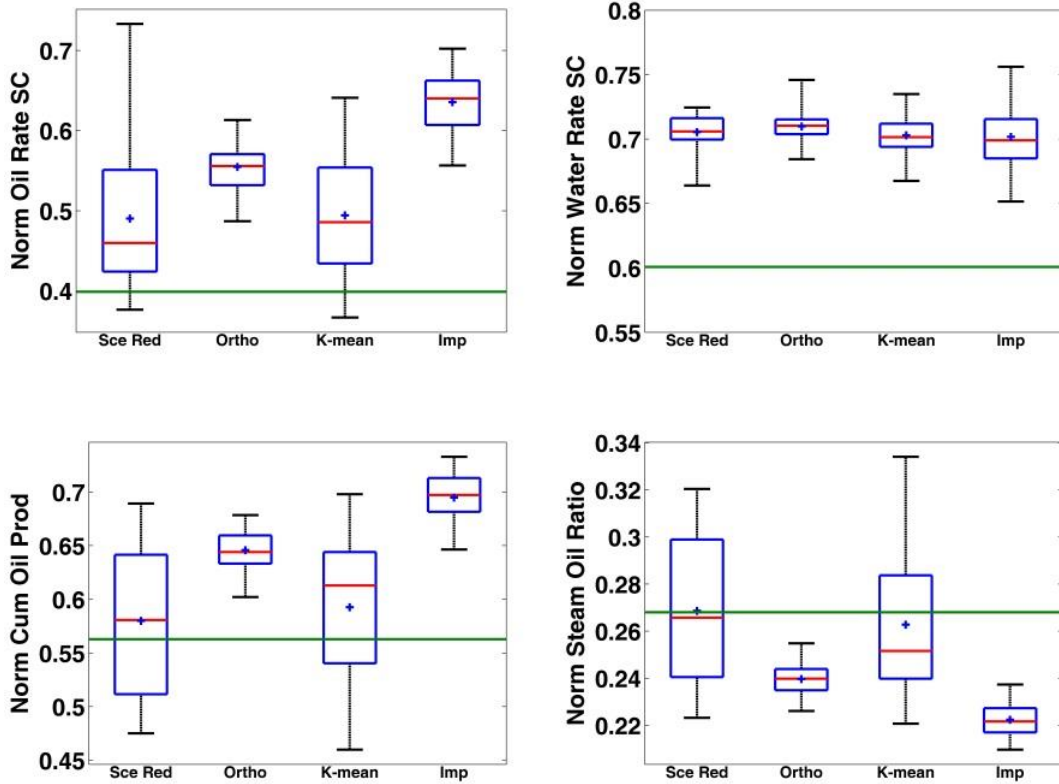 Norm Oil Rate SC
0.7
0.6
0.5
0.4
Sce Red Ortho K-mean Imp
Norm Water Rate SC
0.8
0.75
0.7
0.65
0.6
0.55
Sce Red Ortho K-mean Imp
Norm Cum Oil Prod
0.7
0.65
0.6
0.55
0.5
0.45
Sce Red Ortho K-mean Imp
Norm Steam Oil Ratio
0.34
0.32
0.3
0.28
0.26
0.24
0.22
Sce Red Ortho K-mean Imp